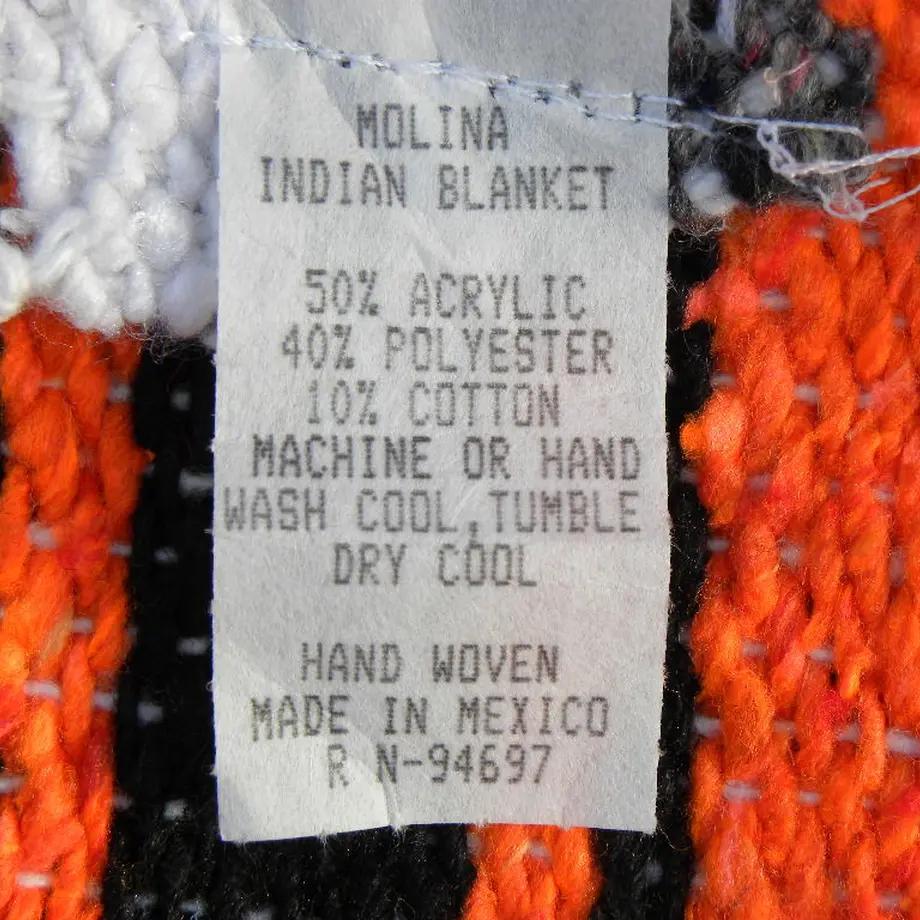 MOLINA
INDIAN BLANKET
50% ACRYLIC
40% POLYESTER
10% COTTON
MACHINE OR HAND
WASH COOL,TUMBLE
DRY COOL
HAND WOVEN
MADE IN MEXICO
R N-94697